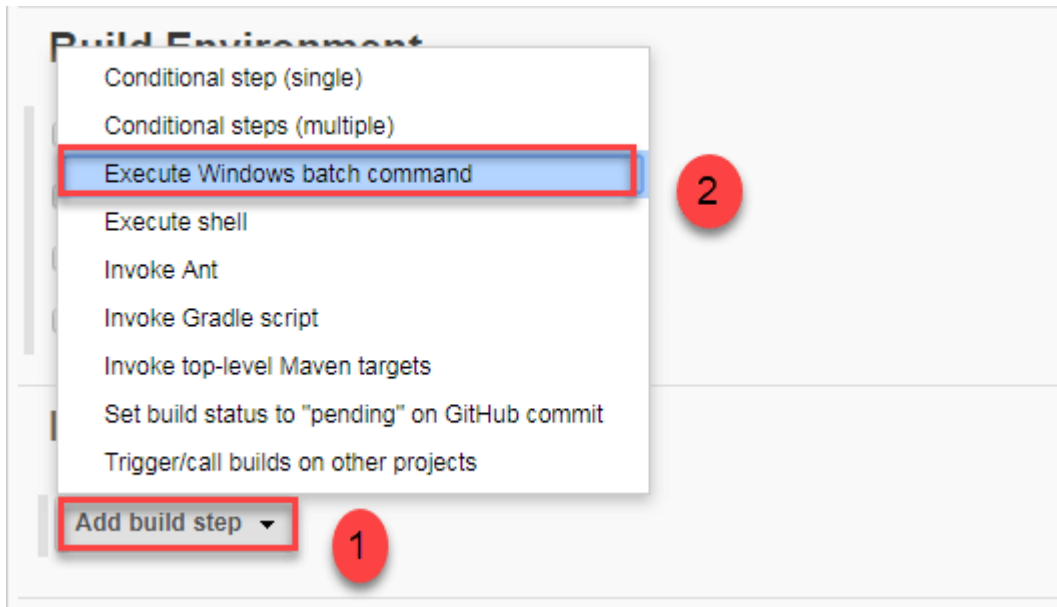 Build Environment
Conditional step (single)
Conditional steps (multiple)
Execute Windows batch command
2
Execute shell
Invoke Ant
Invoke Gradle script
Invoke top-level Maven targets
Set build status to "pending" on GitHub commit
Trigger/call builds on other projects
Add build step
1